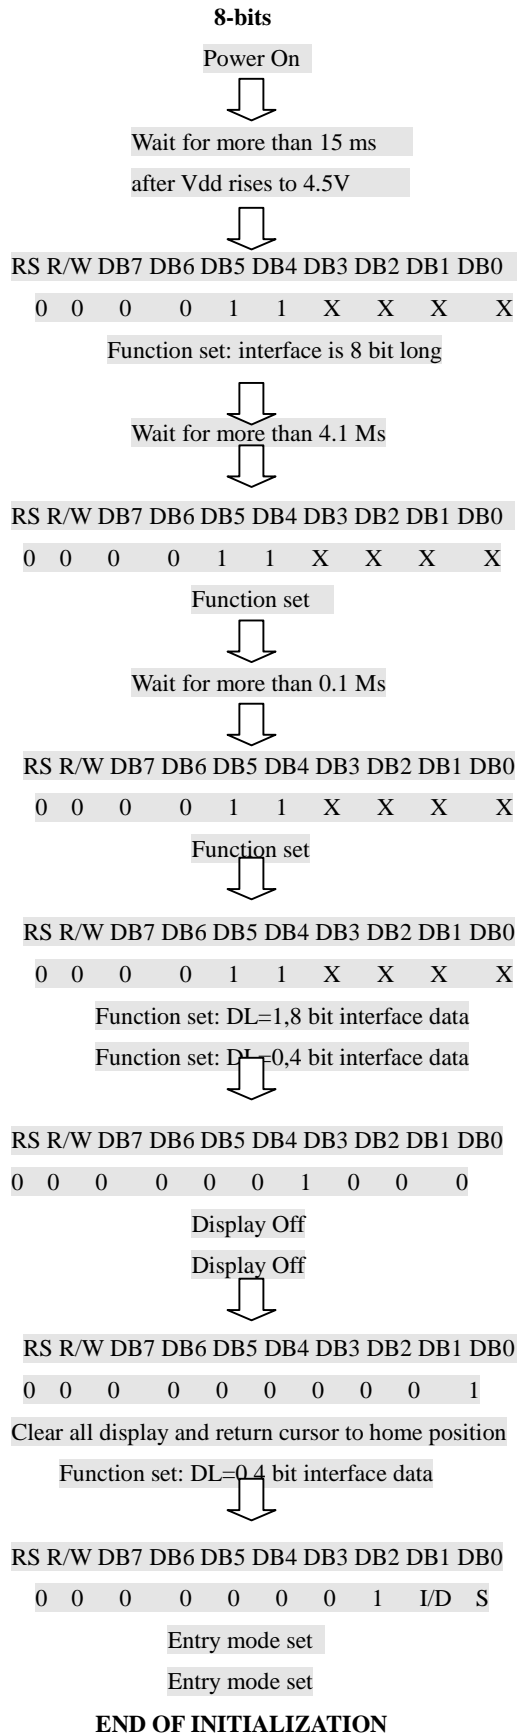 8-bits
Power On
Wait for more than 15 ms
after Vdd rises to 4.5V
RS R/W DB7 DB6 DB5 DB4 DB3 DB2 DB1 DB0
0 0 0 0 1 1 X X X X
Function set: interface is 8 bit long
Wait for more than 4.1 Ms
RS R/W DB7 DB6 DB5 DB4 DB3 DB2 DB1 DB0
0 0 0 0 1 1 X X X X
Function set
Wait for more than 0.1 Ms
RS R/W DB7 DB6 DB5 DB4 DB3 DB2 DB1 DB0
0 0 0 0 1 1 X X X X
Function set
RS R/W DB7 DB6 DB5 DB4 DB3 DB2 DB1 DB0
0 0 0 0 1 1 X X X X
Function set: DL=1,8 bit interface data
Function set: DL=0,4 bit interface data
RS R/W DB7 DB6 DB5 DB4 DB3 DB2 DB1 DB0
0 0 0 0 0 0 1 0 0 0
Display Off
Display Off
RS R/W DB7 DB6 DB5 DB4 DB3 DB2 DB1 DB0
0 0 0 0 0 0 0 0 0 1
Clear all display and return cursor to home position
Function set: DL=0,4 bit interface data
RS R/W DB7 DB6 DB5 DB4 DB3 DB2 DB1 DB0
0 0 0 0 0 0 0 1 I/D S
Entry mode set
Entry mode set
END OF INITIALIZATION